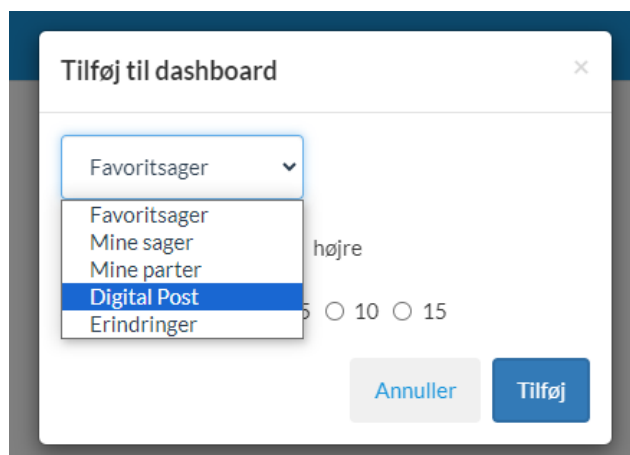 Tilføj til dashboard
×
Favoritsager
Favoritsager
Mine sager
højre
Mine parter
Digital Post
5 10 15
Erindringer
Annuller Tilføj